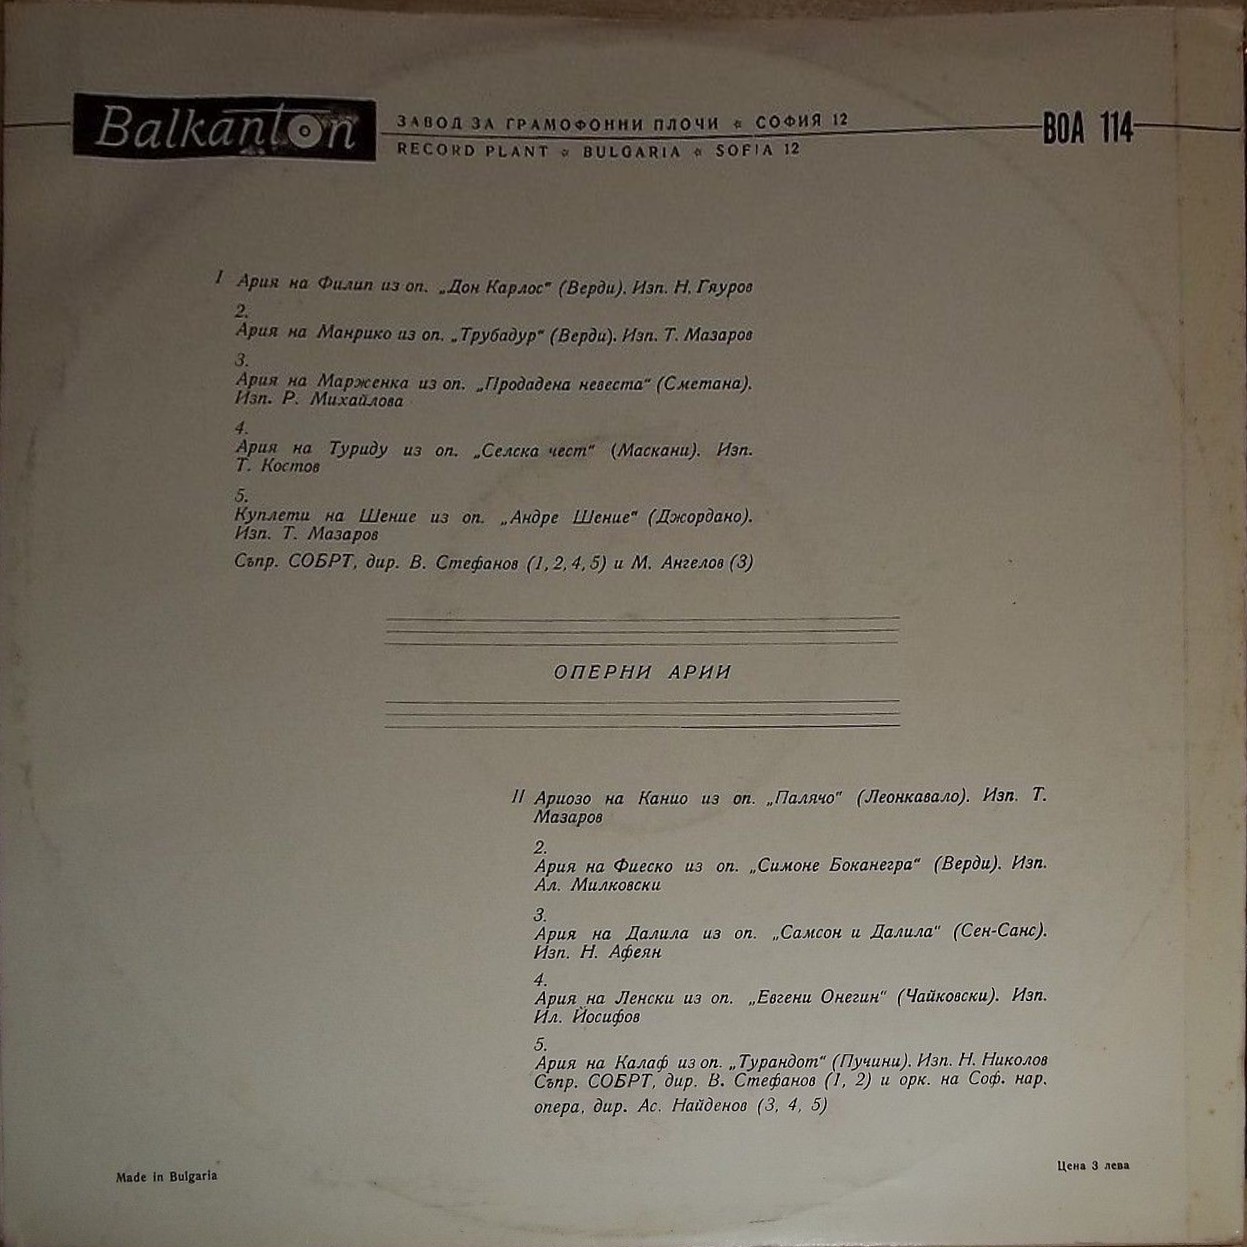 Balkanton
ЗАВОД ЗА ГРАМОФОННИ ПЛОЧИ * СОФИЯ 12
RECORD PLANT * BULGARIA * SOFIA 12
ВОА 114
I Ария на Филип из оп. „Дон Карлос“ (Верди). Изп. Н. Гяуров
2.
Ария на Манрико из оп. „Трубадур“ (Верди). Изп. Т. Мазаров
3.
Ария на Марженка из оп. „Продадена невеста“ (Сметана).
Изп. Р. Михайлова
4.
Ария на Туриду из оп. „Селска чест“ (Маскани). Изп.
Т. Костов
5.
Куплети на Шение из оп. „Андре Шение“ (Джордано).
Изп. Т. Мазаров
Съпр. СОБРТ, дир. В. Стефанов (1, 2, 4, 5) и М. Ангелов (3)
ОПЕРНИ АРИИ
II Ариозо на Канио из оп. „Палячо“ (Леонкавало). Изп. Т.
Мазаров
2.
Ария на Фиеско из оп. „Симоне Боканегра“ (Верди). Изп.
Ал. Милковски
3.
Ария на Далила из оп. „Самсон и Далила“ (Сен-Санс).
Изп. Н. Афеян
4.
Ария на Ленски из оп. „Евгени Онегин“ (Чайковски). Изп.
Ил. Йосифов
5.
Ария на Калаф из оп. „Турандот“ (Пучини). Изп. Н. Николов
Съпр. СОБРТ, дир. В. Стефанов (1, 2) и орк. на Соф. нар.
опера, дир. Ас. Найденов (3, 4, 5)
Made in Bulgaria
Цена 3 лева